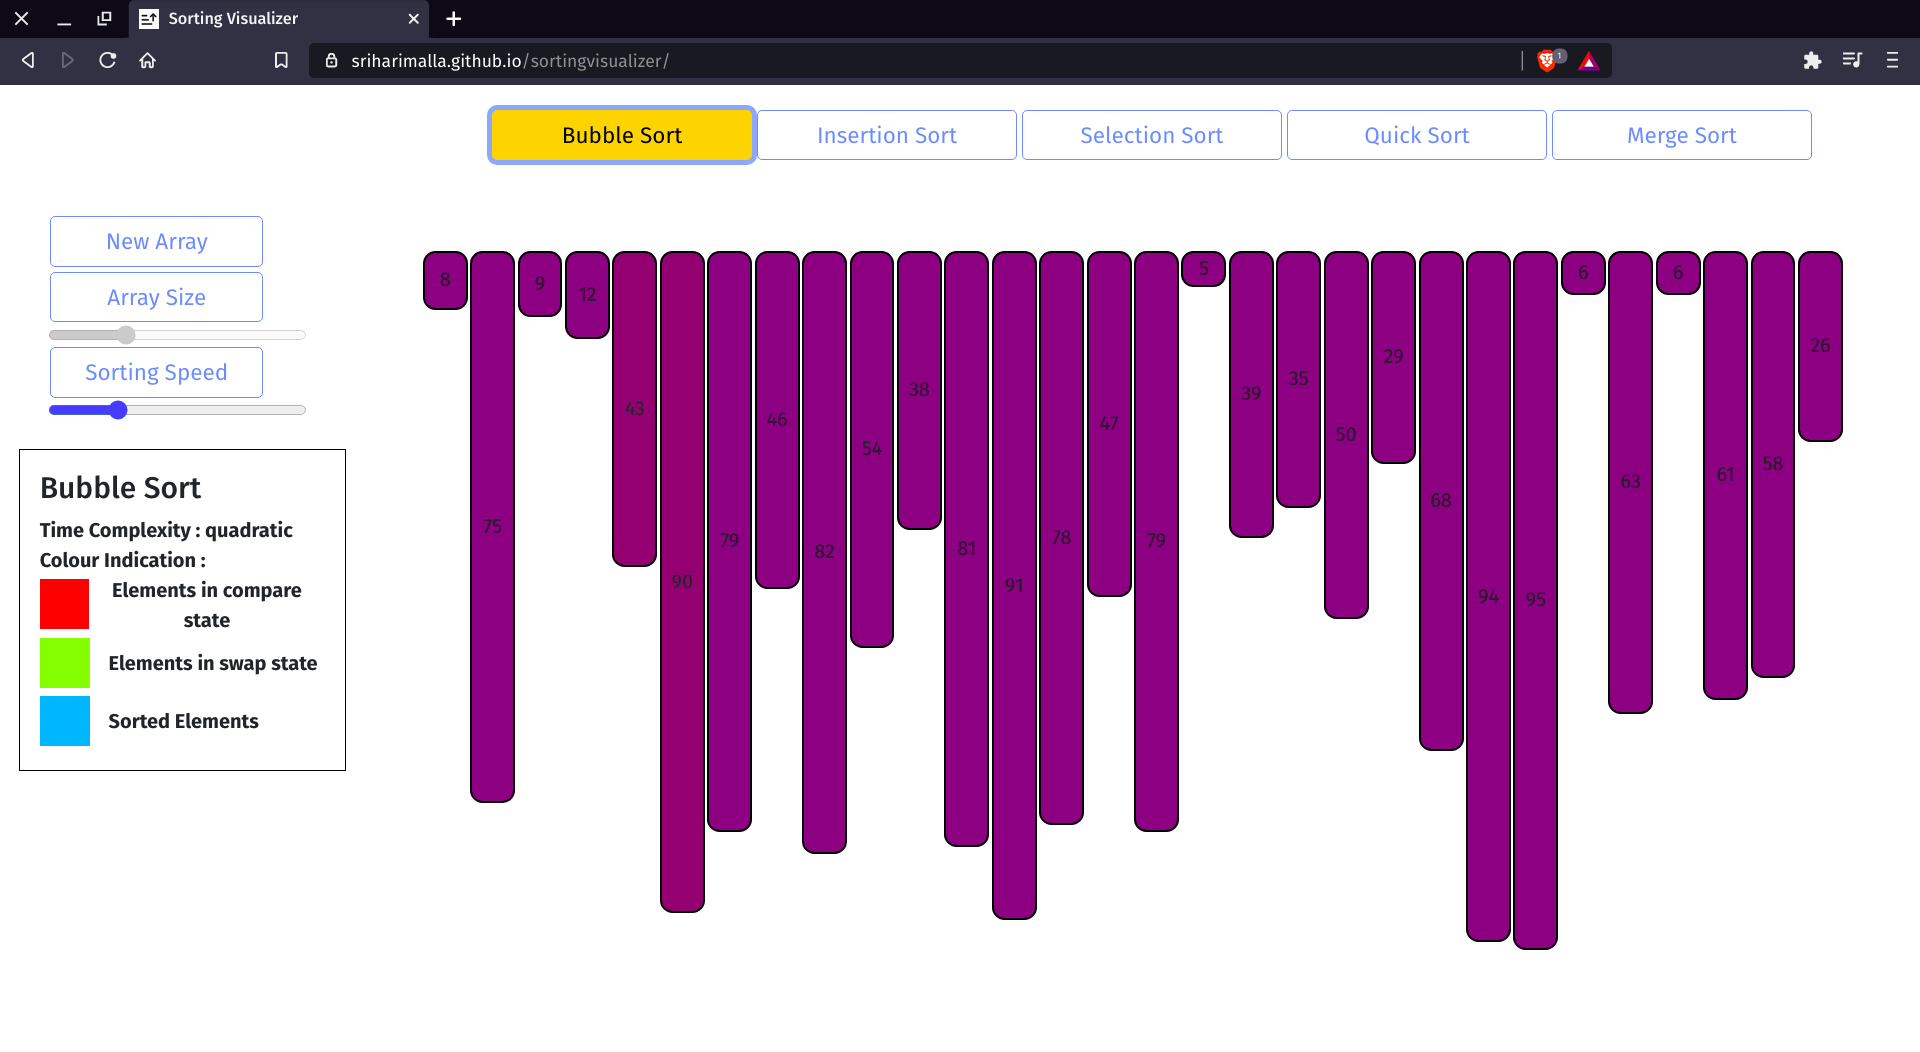 Sorting Visualizer
sriharimalla.github.io/sortingvisualizer/
1
Bubble Sort
Insertion Sort
Selection Sort
Quick Sort
Merge Sort
New Array
Array Size
Sorting Speed
Bubble Sort
Time Complexity : quadratic
Colour Indication :
Elements in compare
state
Elements in swap state
Sorted Elements
8
75
9
12
43
90
79
46
82
54
38
81
91
78
47
79
5
39
35
50
29
68
94
95
6
63
6
61
58
26